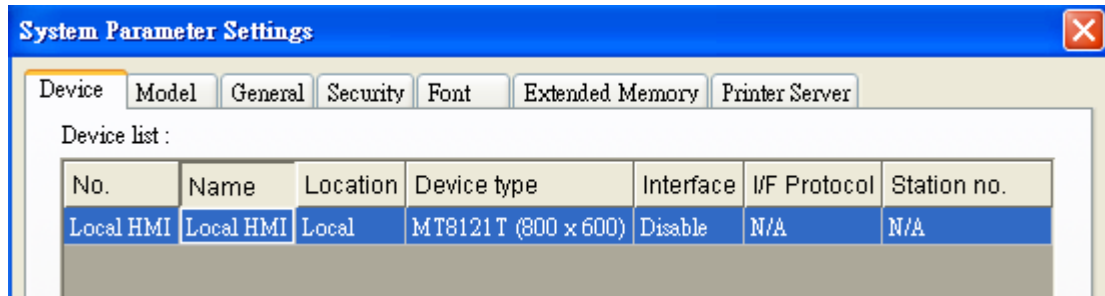 System Parameter Settings
Device Model General Security Font Extended Memory Printer Server
Device list :
No. Name Location Device type Interface I/F Protocol Station no.
Local HMI Local HMI Local MT8121T (800 x 600) Disable N/A N/A